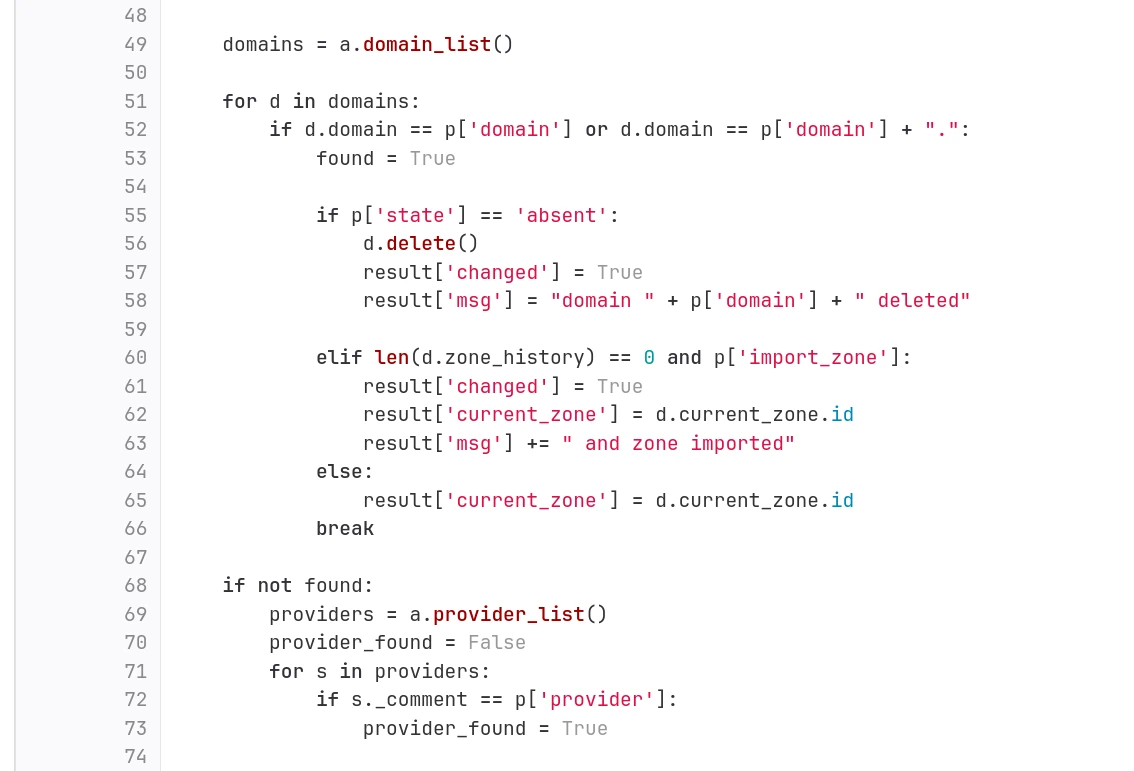 48
49 domains = a.domain_list()
50
51 for d in domains:
52 if d.domain == p['domain'] or d.domain == p['domain'] + ".":
53 found = True
54
55 if p['state'] == 'absent':
56 d.delete()
57 result['changed'] = True
58 result['msg'] = "domain " + p['domain'] + " deleted"
59
60 elif len(d.zone_history) == 0 and p['import_zone']:
61 result['changed'] = True
62 result['current_zone'] = d.current_zone.id
63 result['msg'] += " and zone imported"
64 else:
65 result['current_zone'] = d.current_zone.id
66 break
67
68 if not found:
69 providers = a.provider_list()
70 provider_found = False
71 for s in providers:
72 if s._comment == p['provider']:
73 provider_found = True
74